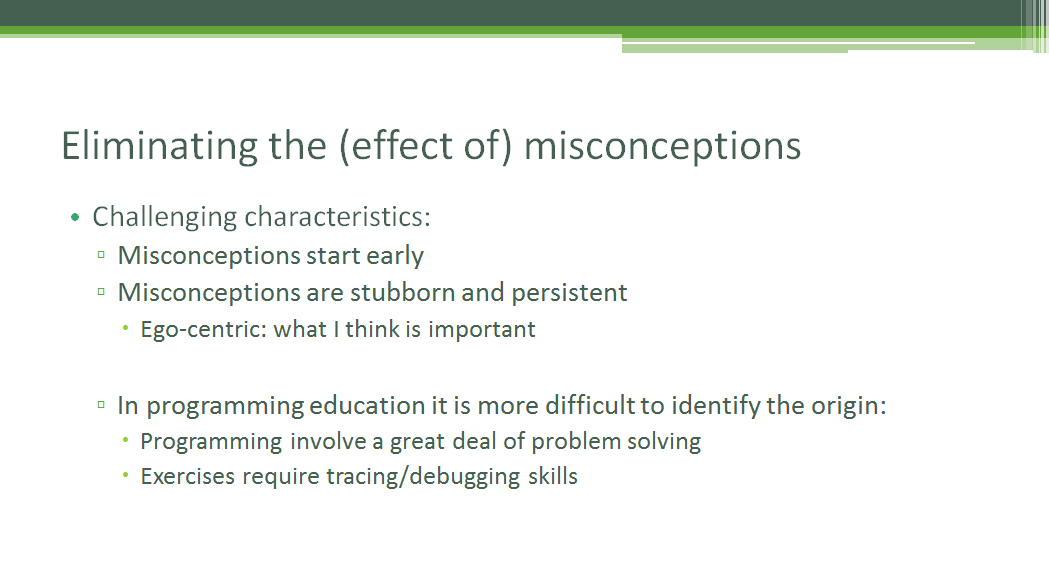 Eliminating the (effect of) misconceptions
• Challenging characteristics:
▫ Misconceptions start early
▫ Misconceptions are stubborn and persistent
• Ego-centric: what I think is important
▫ In programming education it is more difficult to identify the origin:
• Programming involve a great deal of problem solving
• Exercises require tracing/debugging skills